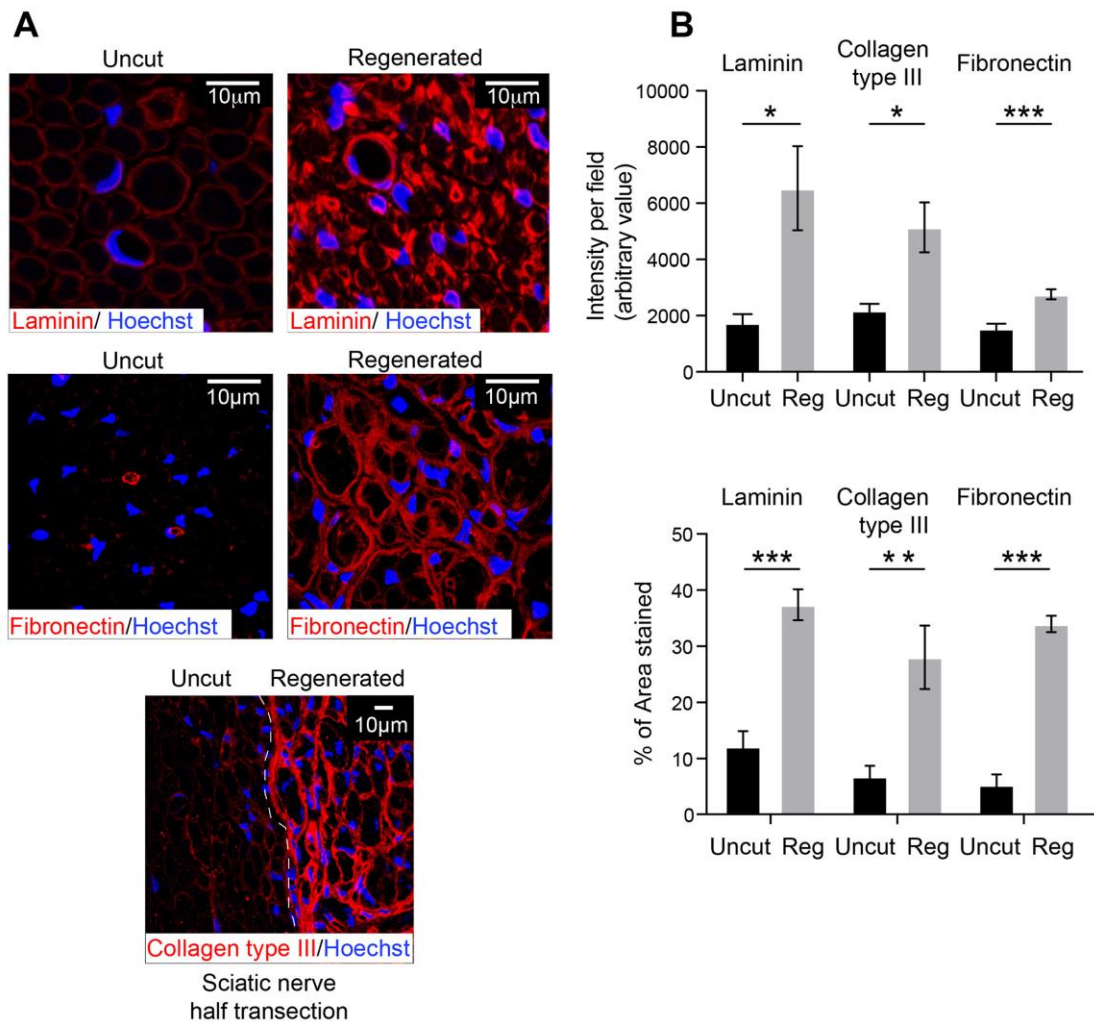 A
Uncut
Regenerated
10μm
10μm
Laminin/ Hoechst
Laminin/ Hoechst
Uncut
Regenerated
10μm
10μm
Fibronectin/Hoechst
Fibronectin/Hoechst
Uncut
Regenerated
10μm
Collagen type III/Hoechst
Sciatic nerve
half transection
B
Laminin
Collagen
type III
Fibronectin
Intensity per field
(arbitrary value)
10000
8000
6000
4000
2000
0
*
*
***
Uncut Reg Uncut Reg Uncut Reg
Laminin
Collagen
type III
Fibronectin
% of Area stained
50
40
30
20
10
0
***
* *
***
Uncut Reg Uncut Reg Uncut Reg